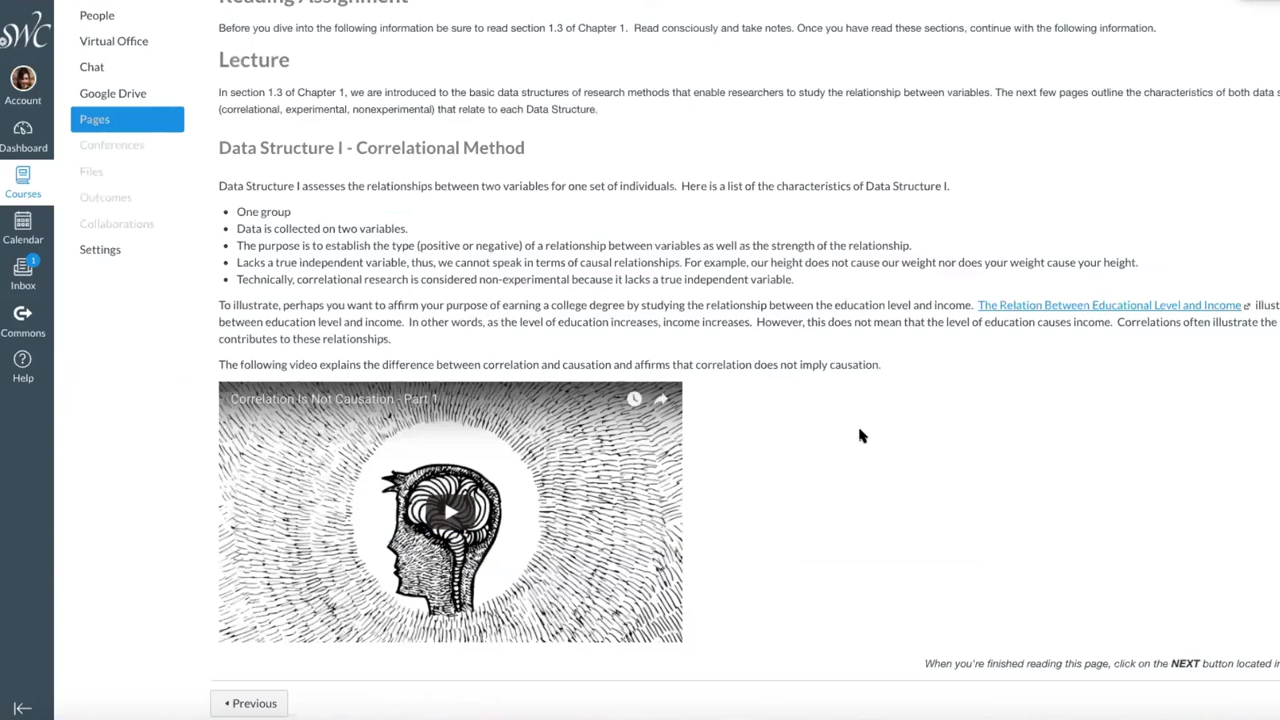 SWC
Account
Dashboard
Courses
Calendar
1
Inbox
Commons
Help
People
Virtual Office
Chat
Google Drive
Pages
Conferences
Files
Outcomes
Collaborations
Settings
Reading Assignment
Before you dive into the following information be sure to read section 1.3 of Chapter 1. Read consciously and take notes. Once you have read these sections, continue with the following information.
Lecture
In section 1.3 of Chapter 1, we are introduced to the basic data structures of research methods that enable researchers to study the relationship between variables. The next few pages outline the characteristics of both data s
(correlational, experimental, nonexperimental) that relate to each Data Structure.
Data Structure I - Correlational Method
Data Structure I assesses the relationships between two variables for one set of individuals. Here is a list of the characteristics of Data Structure I.
• One group
• Data is collected on two variables.
• The purpose is to establish the type (positive or negative) of a relationship between variables as well as the strength of the relationship.
• Lacks a true independent variable, thus, we cannot speak in terms of causal relationships. For example, our height does not cause our weight nor does your weight cause your height.
• Technically, correlational research is considered non-experimental because it lacks a true independent variable.
To illustrate, perhaps you want to affirm your purpose of earning a college degree by studying the relationship between the education level and income. The Relation Between Educational Level and Income illust
between education level and income. In other words, as the level of education increases, income increases. However, this does not mean that the level of education causes income. Correlations often illustrate the
contributes to these relationships.
The following video explains the difference between correlation and causation and affirms that correlation does not imply causation.
Correlation Is Not Causation - Part 1
When you're finished reading this page, click on the NEXT button located i
Previous